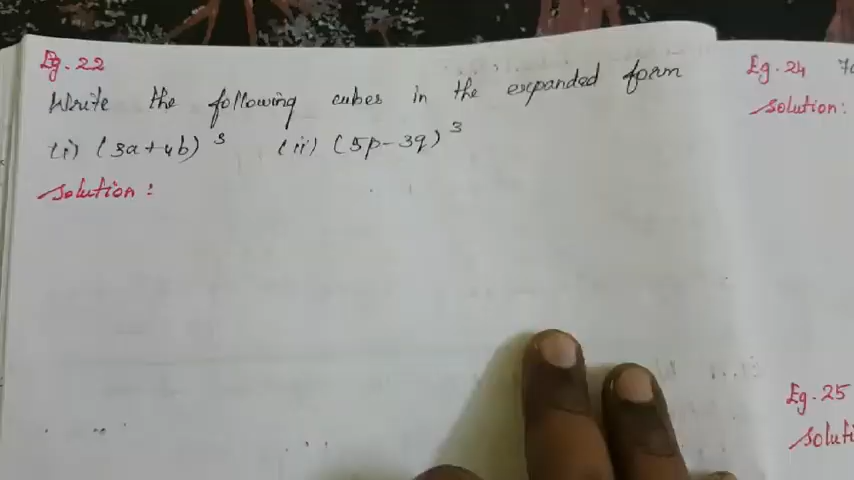 Eg. 22
Write the following cubes in the expanded form
(i) (3a+4b)³ (ii) (5p-3q)³
Solution :
Eg. 24
Solution :
Eg. 25
Soluti